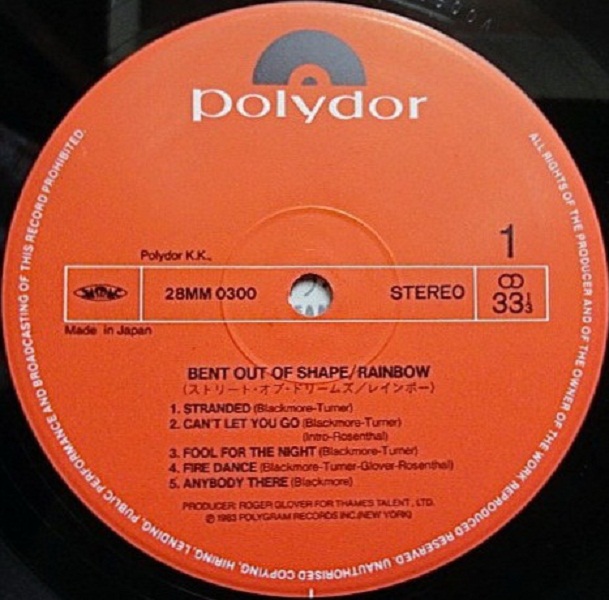 polydor
1
Polydor K.K.,
28MM 0300
STEREO
33 1/3
Made in Japan
BENT OUT OF SHAPE/RAINBOW
(ストリート・オブ・ドリームズ/レインボー)
1. STRANDED (Blackmore-Turner)
2. CAN'T LET YOU GO (Blackmore-Turner)
(Intro-Rosenthal)
3. FOOL FOR THE NIGHT (Blackmore-Turner)
4. FIRE DANCE (Blackmore-Turner-Glover-Rosenthal)
5. ANYBODY THERE (Blackmore)
PRODUCER: ROGER GLOVER FOR THAMES TALENT, LTD.
℗ 1983 POLYGRAM RECORDS INC.(NEW YORK)
ALL RIGHTS OF THE PRODUCER AND OF THE OWNER OF THE WORK REPRODUCED RESERVED. UNAUTHORISED COPYING, HIRING, LENDING, PUBLIC PERFORMANCE AND BROADCASTING OF THIS RECORD PROHIBITED.